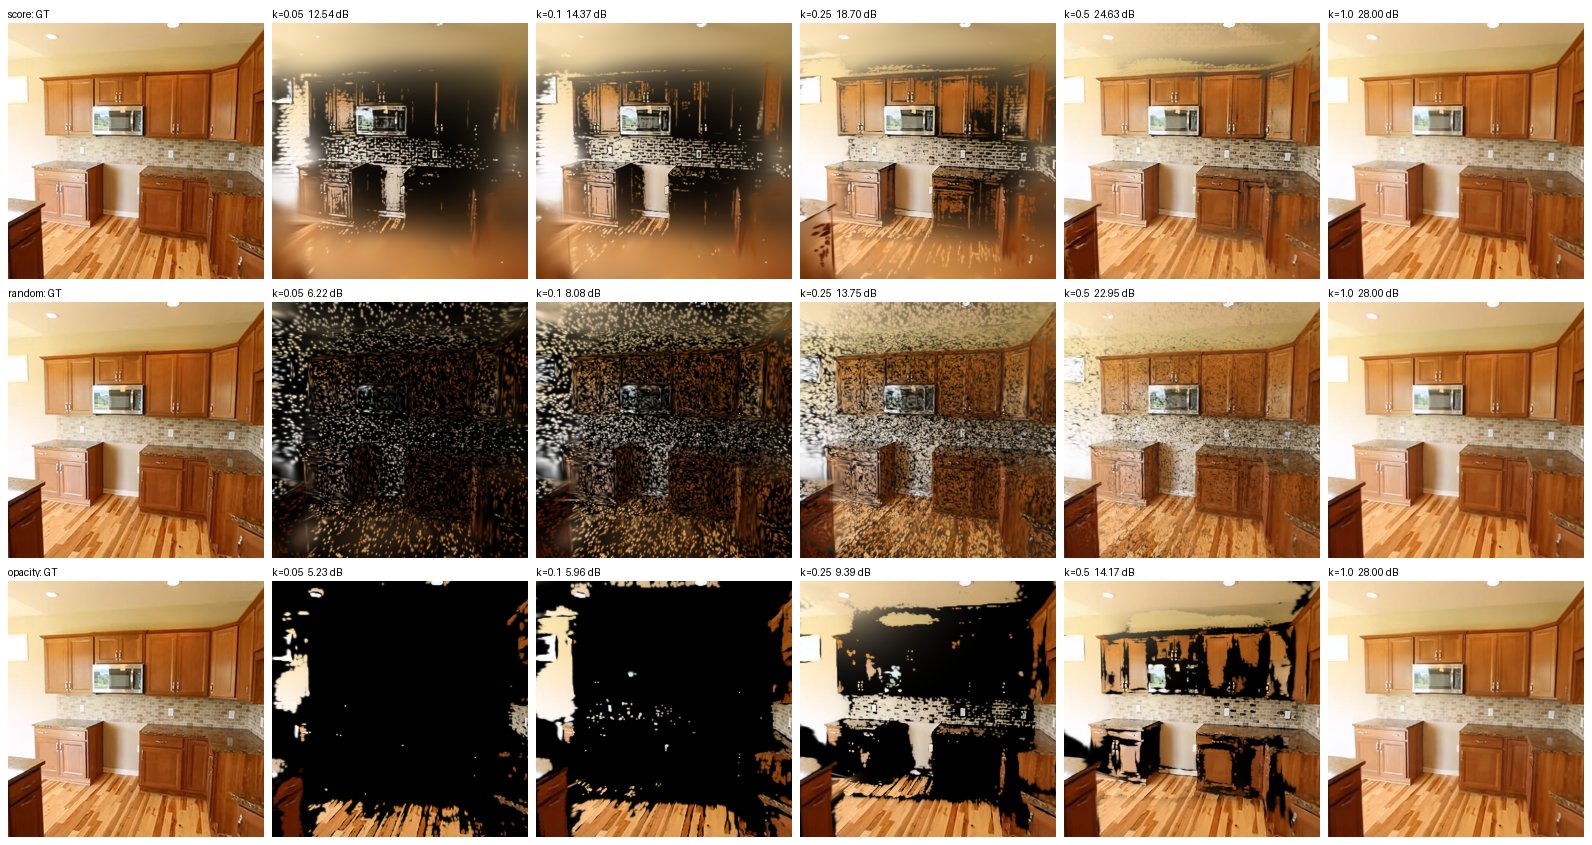 score: GT
k=0.05 12.54 dB
k=0.1 14.37 dB
k=0.25 18.70 dB
k=0.5 24.63 dB
k=1.0 28.00 dB
random: GT
k=0.05 6.22 dB
k=0.1 8.08 dB
k=0.25 13.75 dB
k=0.5 22.95 dB
k=1.0 28.00 dB
opacity: GT
k=0.05 5.23 dB
k=0.1 5.96 dB
k=0.25 9.39 dB
k=0.5 14.17 dB
k=1.0 28.00 dB